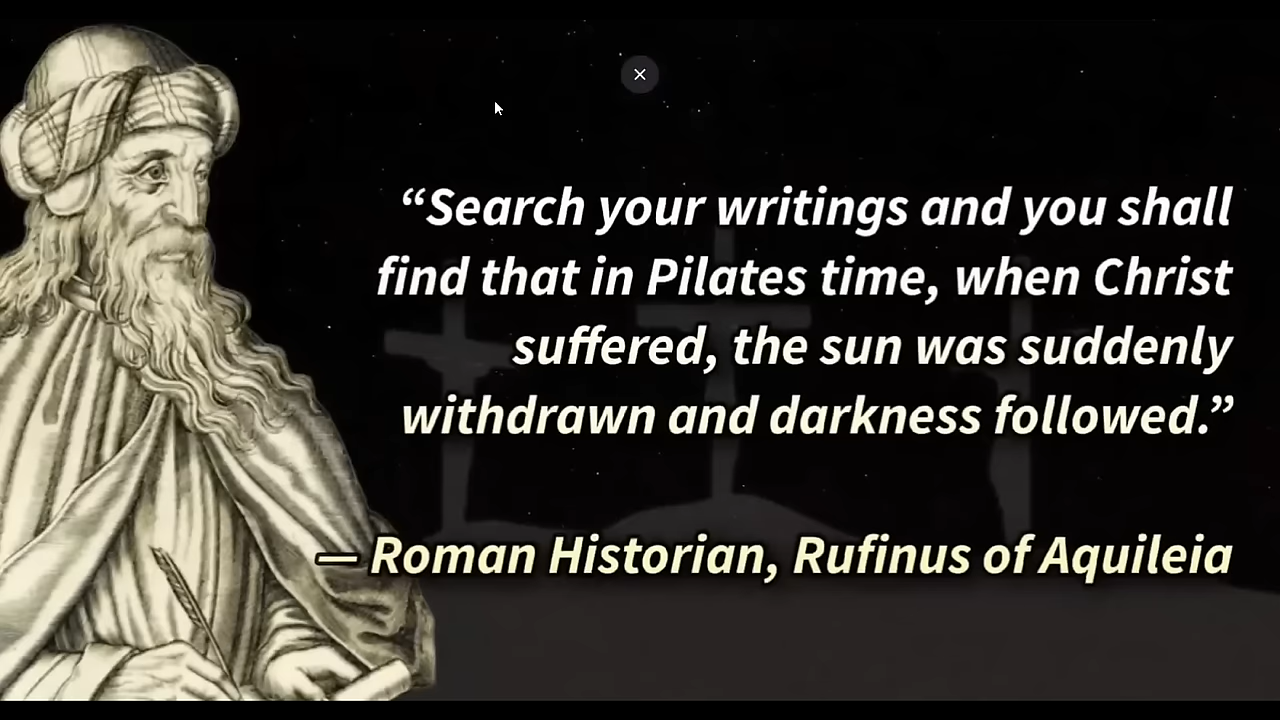 “Search your writings and you shall
find that in Pilates time, when Christ
suffered, the sun was suddenly
withdrawn and darkness followed.”
— Roman Historian, Rufinus of Aquileia